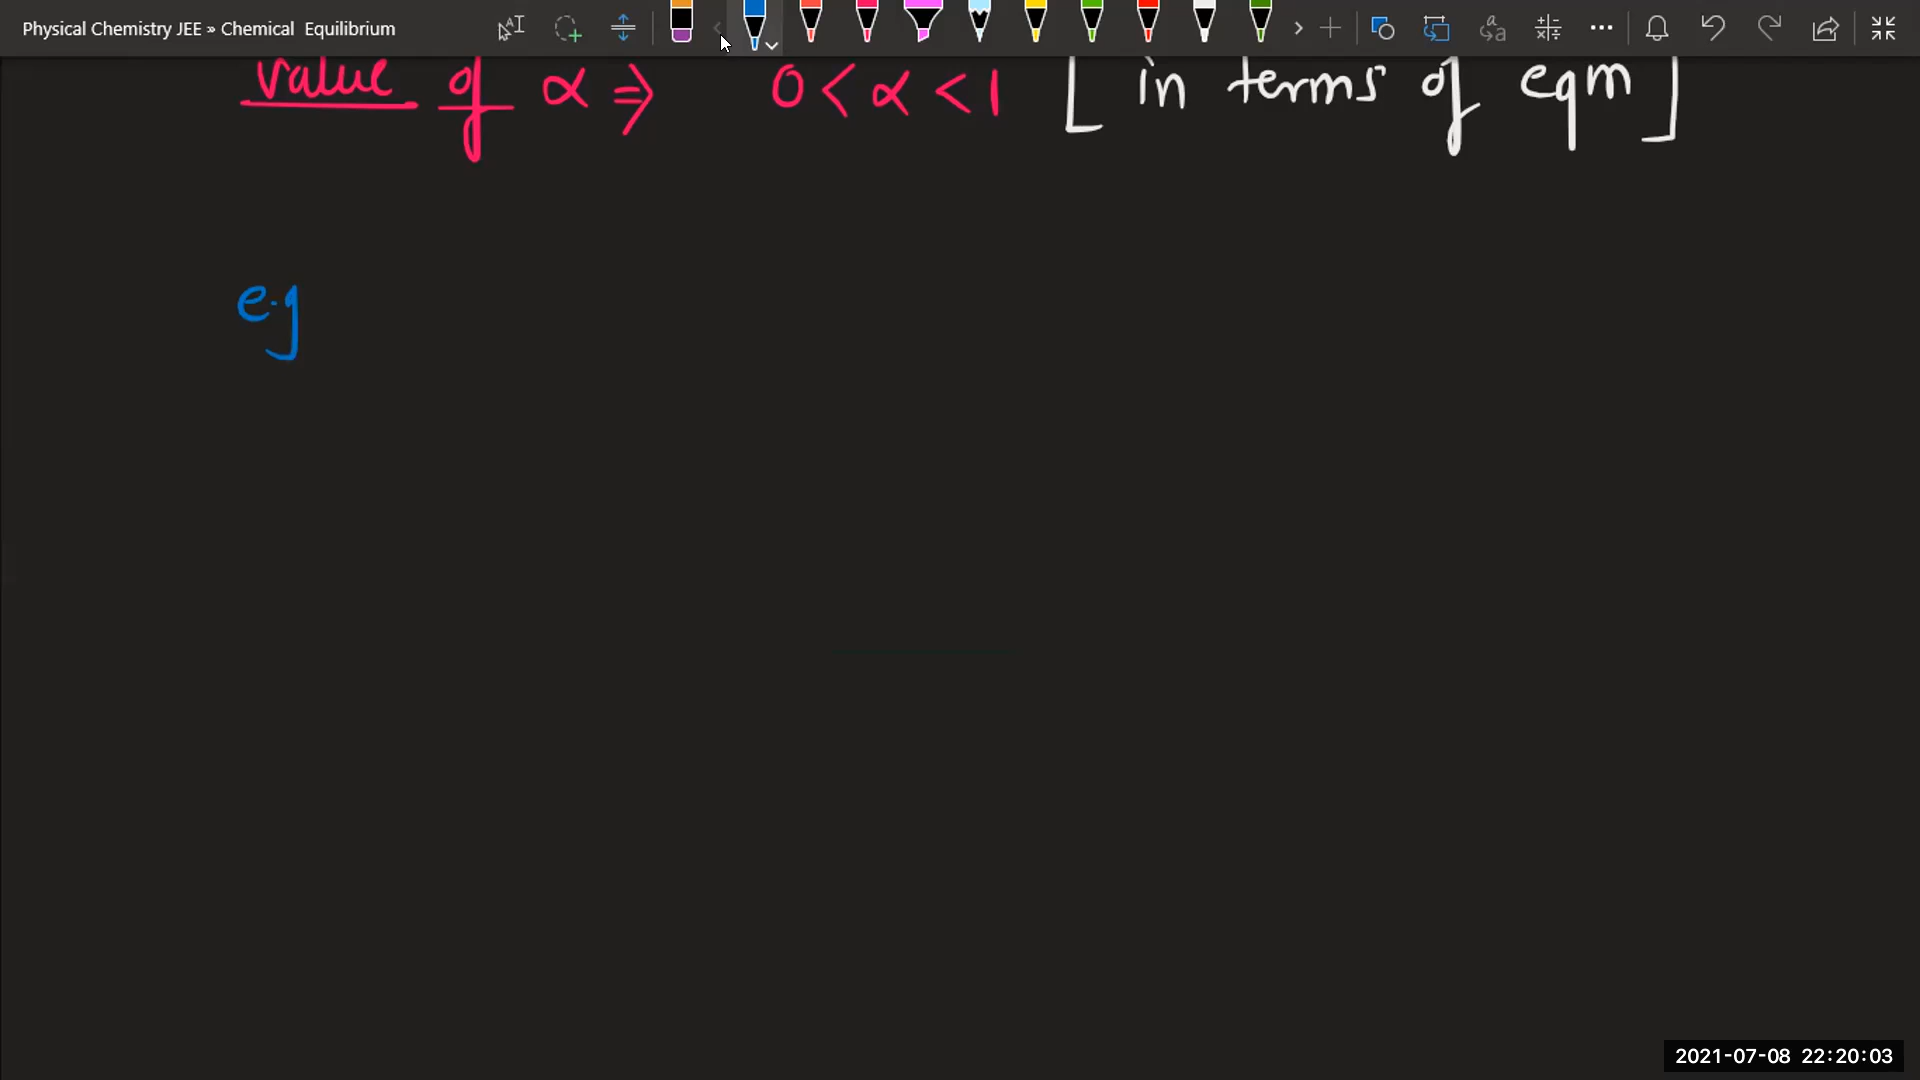 Physical Chemistry JEE » Chemical Equilibrium
value of α ⇒ 0 < α < 1 [ in terms of eqm ]
e.g
2021-07-08 22:20:03